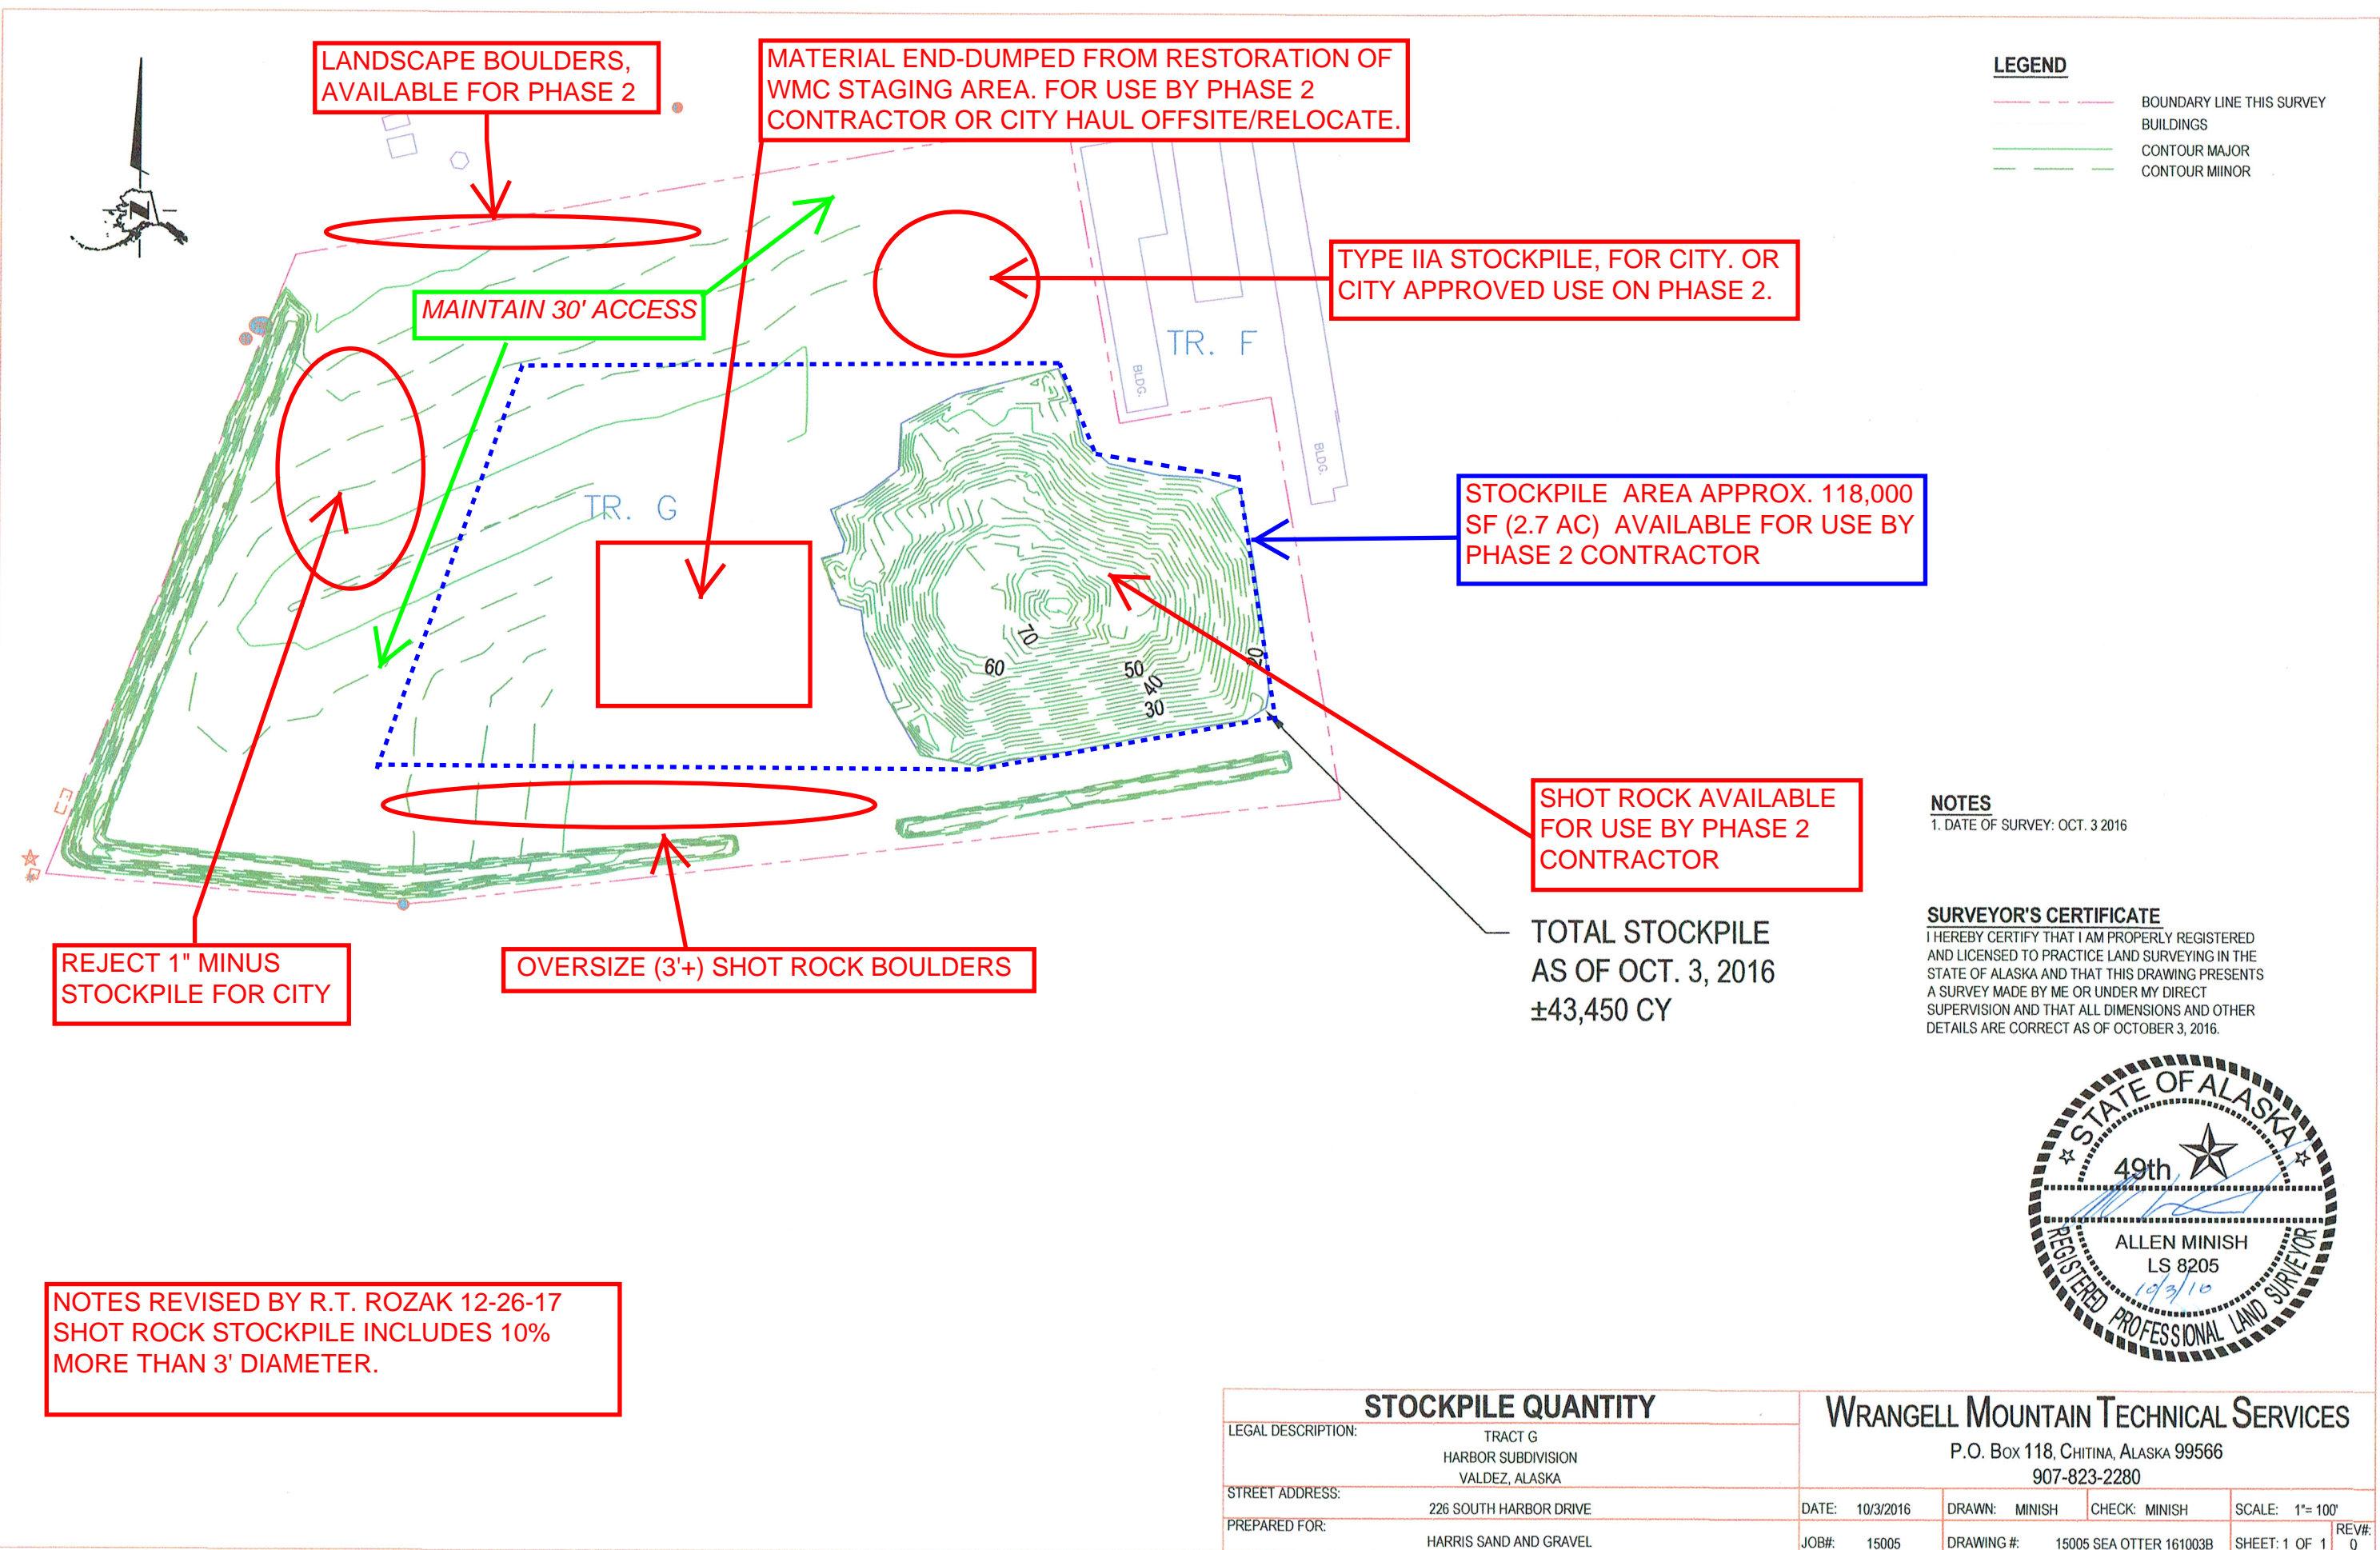 LANDSCAPE BOULDERS,
AVAILABLE FOR PHASE 2
MATERIAL END-DUMPED FROM RESTORATION OF
WMC STAGING AREA. FOR USE BY PHASE 2
CONTRACTOR OR CITY HAUL OFFSITE/RELOCATE.
LEGEND
BOUNDARY LINE THIS SURVEY
BUILDINGS
CONTOUR MAJOR
CONTOUR MIINOR
N
MAINTAIN 30' ACCESS
TYPE IIA STOCKPILE, FOR CITY. OR
CITY APPROVED USE ON PHASE 2.
TR. F
BLDG.
BLDG.
TR. G
STOCKPILE AREA APPROX. 118,000
SF (2.7 AC) AVAILABLE FOR USE BY
PHASE 2 CONTRACTOR
70
60
50
40
30
20
SHOT ROCK AVAILABLE
FOR USE BY PHASE 2
CONTRACTOR
NOTES
1. DATE OF SURVEY: OCT. 3 2016
TOTAL STOCKPILE
AS OF OCT. 3, 2016
±43,450 CY
REJECT 1" MINUS
STOCKPILE FOR CITY
OVERSIZE (3'+) SHOT ROCK BOULDERS
SURVEYOR'S CERTIFICATE
I HEREBY CERTIFY THAT I AM PROPERLY REGISTERED
AND LICENSED TO PRACTICE LAND SURVEYING IN THE
STATE OF ALASKA AND THAT THIS DRAWING PRESENTS
A SURVEY MADE BY ME OR UNDER MY DIRECT
SUPERVISION AND THAT ALL DIMENSIONS AND OTHER
DETAILS ARE CORRECT AS OF OCTOBER 3, 2016.
STATE OF ALASKA
49th
ALLEN MINISH
LS 8205
10/3/16
REGISTERED PROFESSIONAL LAND SURVEYOR
NOTES REVISED BY R.T. ROZAK 12-26-17
SHOT ROCK STOCKPILE INCLUDES 10%
MORE THAN 3' DIAMETER.
STOCKPILE QUANTITY
LEGAL DESCRIPTION:
TRACT G
HARBOR SUBDIVISION
VALDEZ, ALASKA
STREET ADDRESS:
226 SOUTH HARBOR DRIVE
PREPARED FOR:
HARRIS SAND AND GRAVEL
WRANGELL MOUNTAIN TECHNICAL SERVICES
P.O. BOX 118, CHITINA, ALASKA 99566
907-823-2280
DATE: 10/3/2016 DRAWN: MINISH CHECK: MINISH SCALE: 1"= 100'
JOB#: 15005 DRAWING #: 15005 SEA OTTER 161003B SHEET: 1 OF 1 REV#: 0